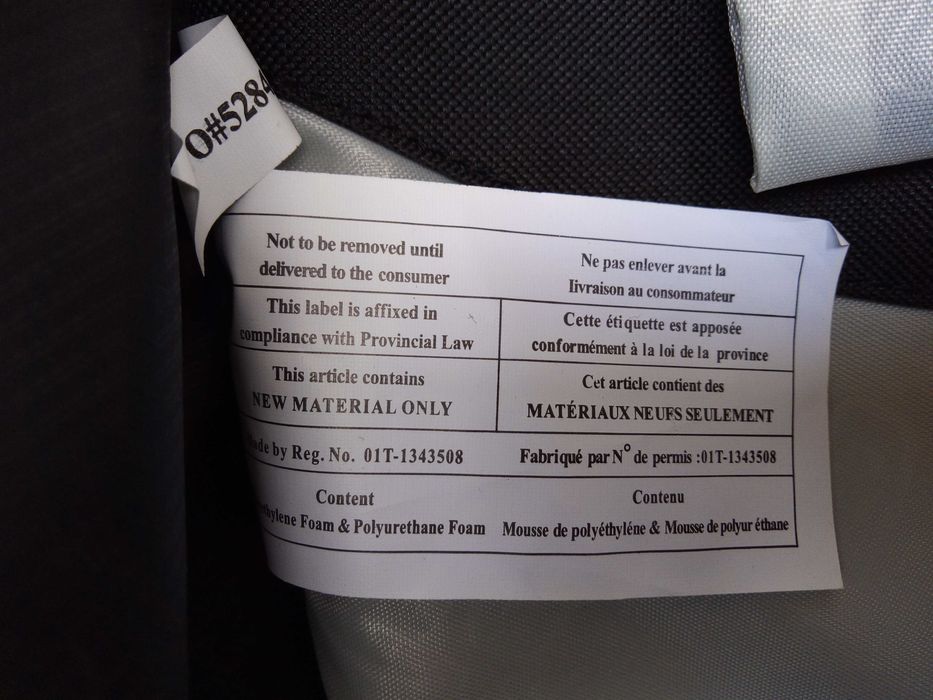 O#528
Not to be removed until
delivered to the consumer
Ne pas enlever avant la
livraison au consommateur
This label is affixed in
compliance with Provincial Law
Cette étiquette est apposée
conformément à la loi de la province
This article contains
NEW MATERIAL ONLY
Cet article contient des
MATÉRIAUX NEUFS SEULEMENT
by Reg. No. 01T-1343508
Fabriqué par Nº de permis :01T-1343508
Content
Foam & Polyurethane Foam
Contenu
Mousse de polyéthyléne & Mousse de polyur éthane